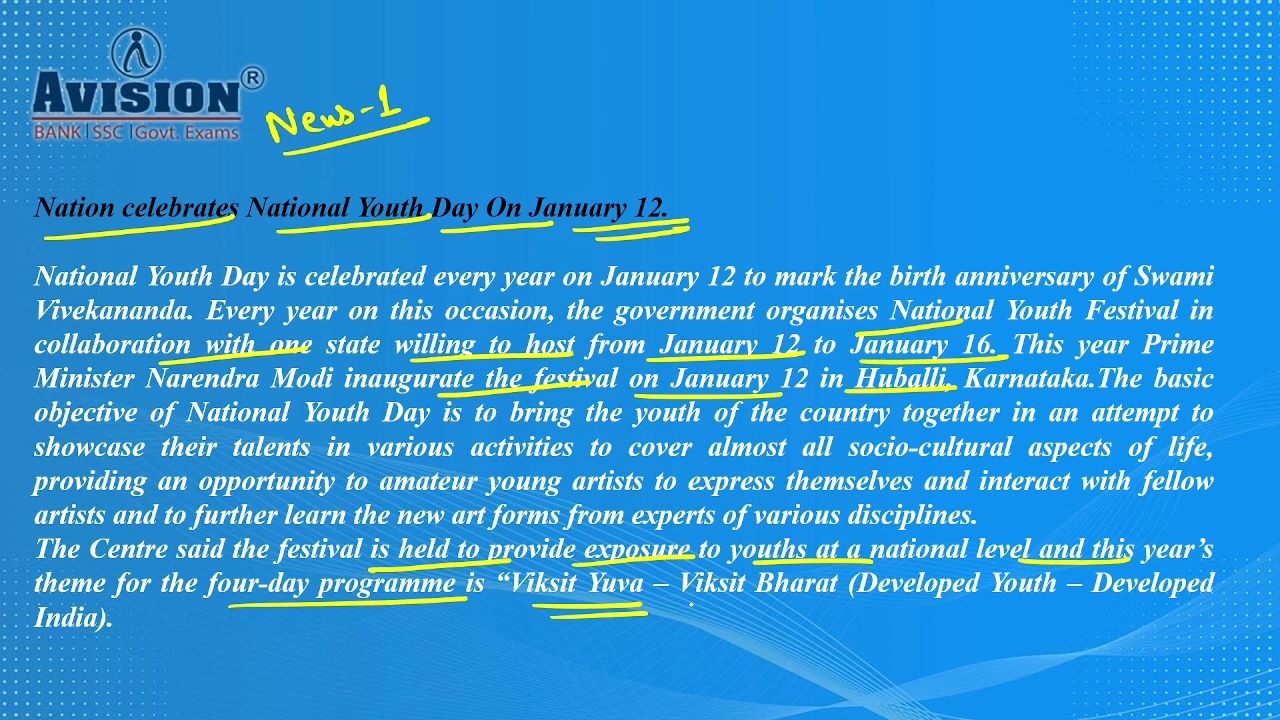 AVISION®
BANK|SSC|Govt. Exams
News-1
Nation celebrates National Youth Day On January 12.
National Youth Day is celebrated every year on January 12 to mark the birth anniversary of Swami
Vivekananda. Every year on this occasion, the government organises National Youth Festival in
collaboration with one state willing to host from January 12 to January 16. This year Prime
Minister Narendra Modi inaugurate the festival on January 12 in Huballi, Karnataka.The basic
objective of National Youth Day is to bring the youth of the country together in an attempt to
showcase their talents in various activities to cover almost all socio-cultural aspects of life,
providing an opportunity to amateur young artists to express themselves and interact with fellow
artists and to further learn the new art forms from experts of various disciplines.
The Centre said the festival is held to provide exposure to youths at a national level and this year’s
theme for the four-day programme is “Viksit Yuva – Viksit Bharat (Developed Youth – Developed
India).